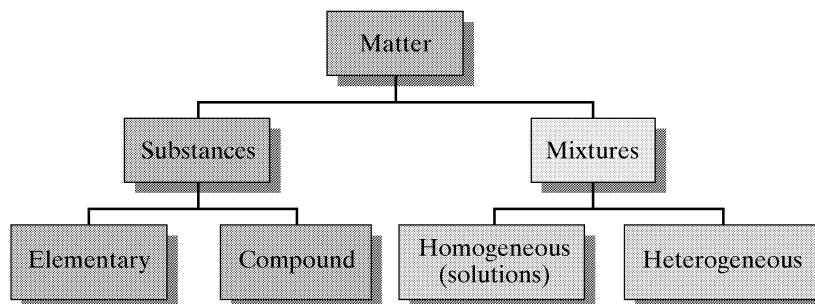 Matter
Substances
Mixtures
Elementary
Compound
Homogeneous
(solutions)
Heterogeneous